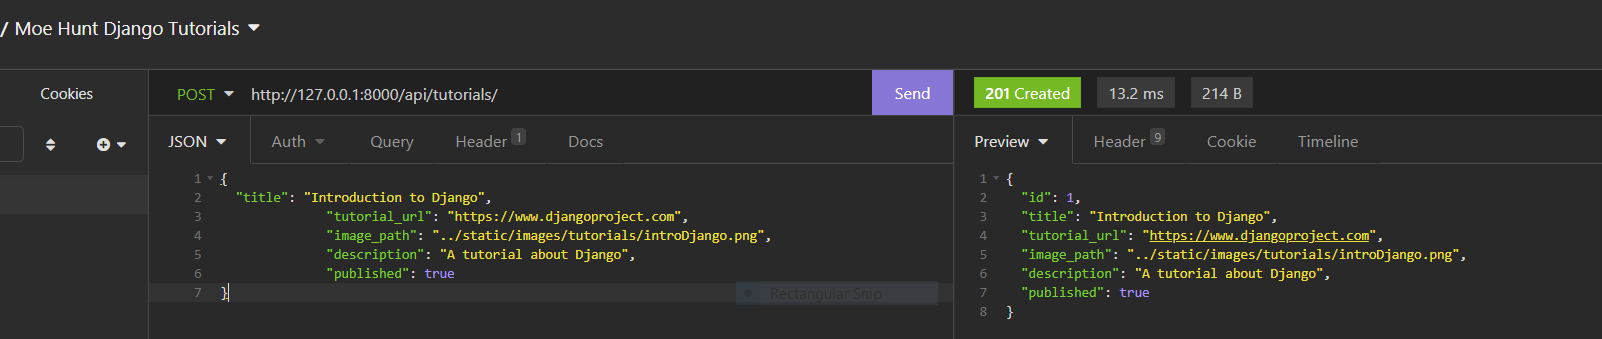 / Moe Hunt Django Tutorials
Cookies
POST http://127.0.0.1:8000/api/tutorials/ Send
201 Created 13.2 ms 214 B
JSON Auth Query Header 1 Docs
Preview Header 9 Cookie Timeline
1 {
2 "title": "Introduction to Django",
3 "tutorial_url": "https://www.djangoproject.com",
4 "image_path": "../static/images/tutorials/introDjango.png",
5 "description": "A tutorial about Django",
6 "published": true
7 }
Rectangular Snip
1 {
2 "id": 1,
3 "title": "Introduction to Django",
4 "tutorial_url": "https://www.djangoproject.com",
5 "image_path": "../static/images/tutorials/introDjango.png",
6 "description": "A tutorial about Django",
7 "published": true
8 }